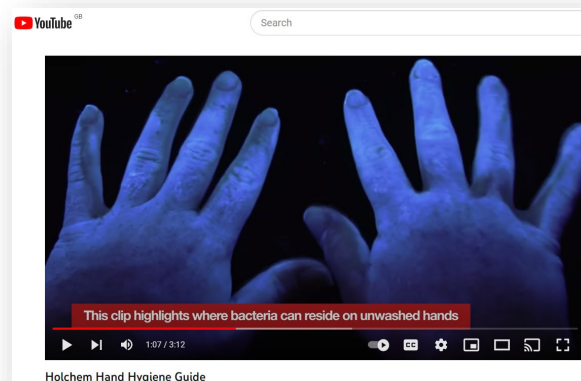 YouTube GB
Search
This clip highlights where bacteria can reside on unwashed hands
1:07 / 3:12
CC
Holchem Hand Hygiene Guide